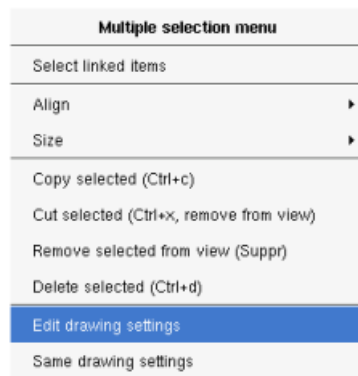 Multiple selection menu
Select linked items
Align
Size
Copy selected (Ctrl+c)
Cut selected (Ctrl+x, remove from view)
Remove selected from view (Suppr)
Delete selected (Ctrl+d)
Edit drawing settings
Same drawing settings